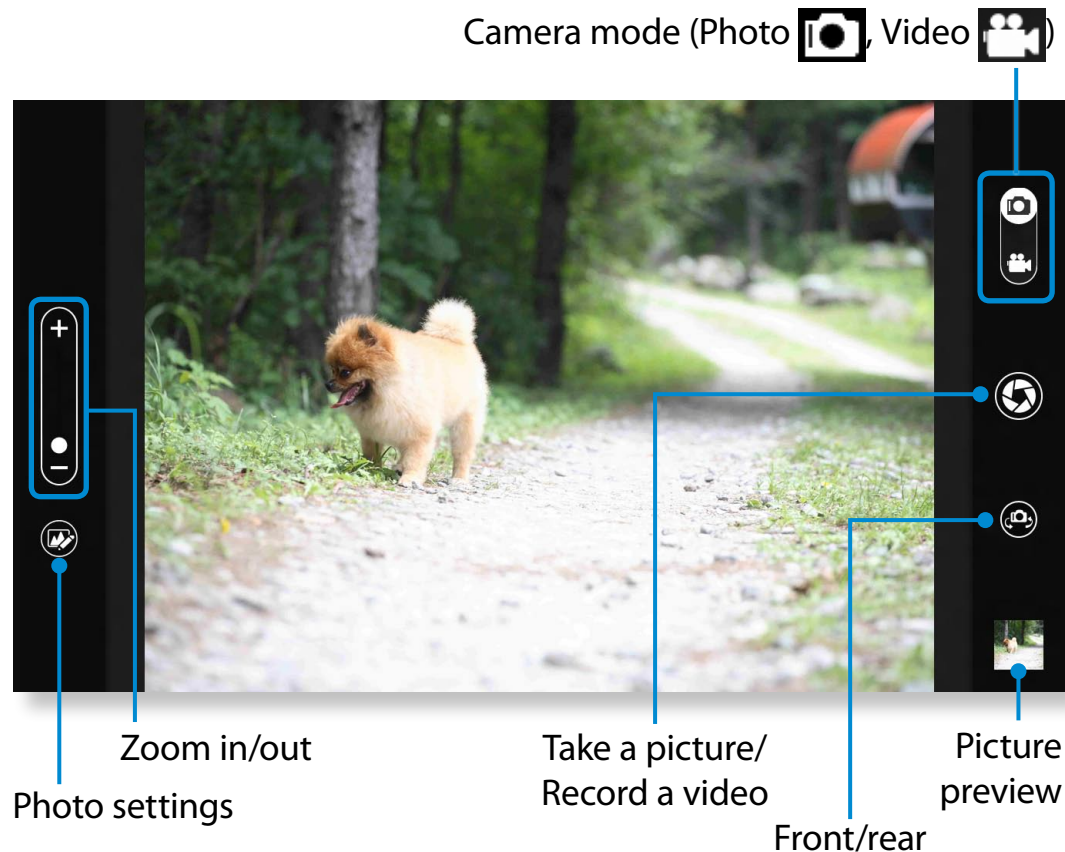 Camera mode (Photo , Video )
Zoom in/out
Photo settings
Take a picture/
Record a video
Front/rear
Picture
preview